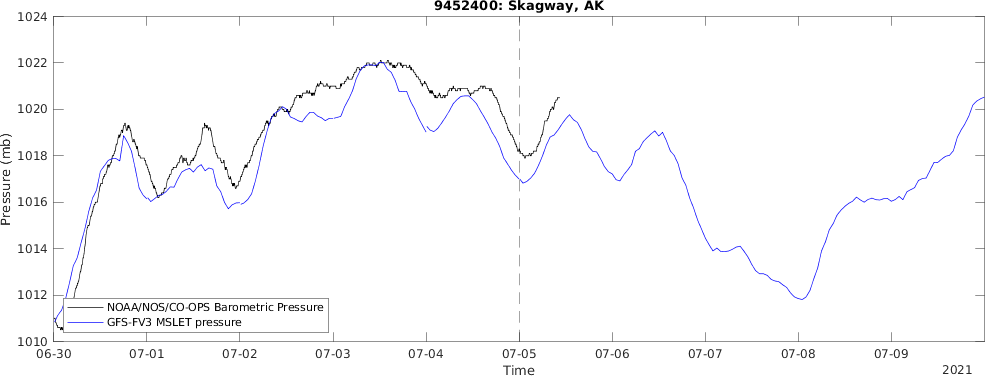 9452400: Skagway, AK
Pressure (mb)
1024
1022
1020
1018
1016
1014
1012
1010
NOAA/NOS/CO-OPS Barometric Pressure
GFS-FV3 MSLET pressure
06-30 07-01 07-02 07-03 07-04 07-05 07-06 07-07 07-08 07-09
Time
2021